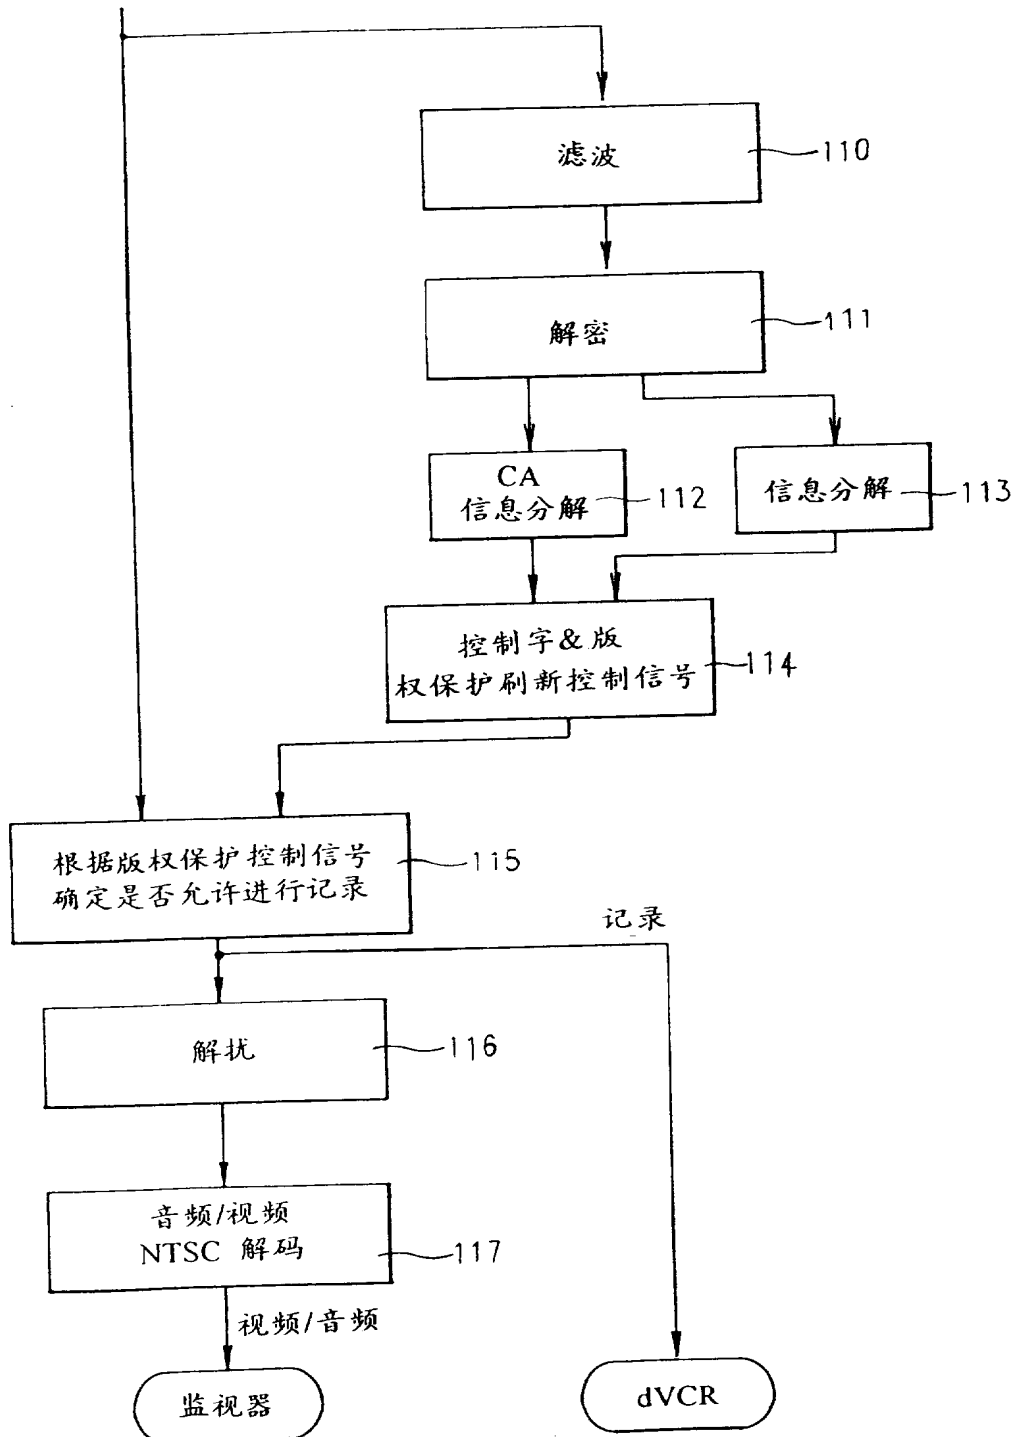 滤波
110
解密
111
CA
信息分解
112
信息分解
113
控制字&版
权保护刷新控制信号
114
根据版权保护控制信号
确定是否允许进行记录
115
记录
解扰
116
音频/视频
NTSC 解码
117
视频/音频
监视器
dVCR